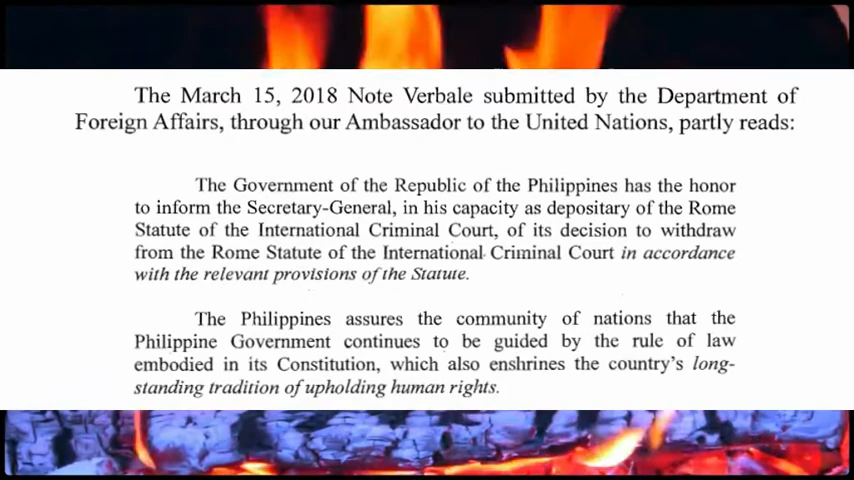 The March 15, 2018 Note Verbale submitted by the Department of
Foreign Affairs, through our Ambassador to the United Nations, partly reads:
The Government of the Republic of the Philippines has the honor
to inform the Secretary-General, in his capacity as depositary of the Rome
Statute of the International Criminal Court, of its decision to withdraw
from the Rome Statute of the International Criminal Court in accordance
with the relevant provisions of the Statute.
The Philippines assures the community of nations that the
Philippine Government continues to be guided by the rule of law
embodied in its Constitution, which also enshrines the country's long-
standing tradition of upholding human rights.